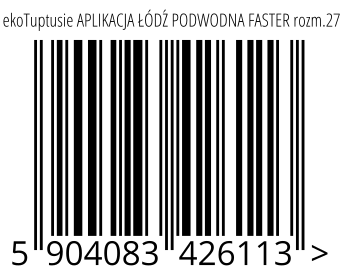 ekoTuptusie APLIKACJA ŁÓDŹ PODWODNA FASTER rozm.27
5 904083 426113 >